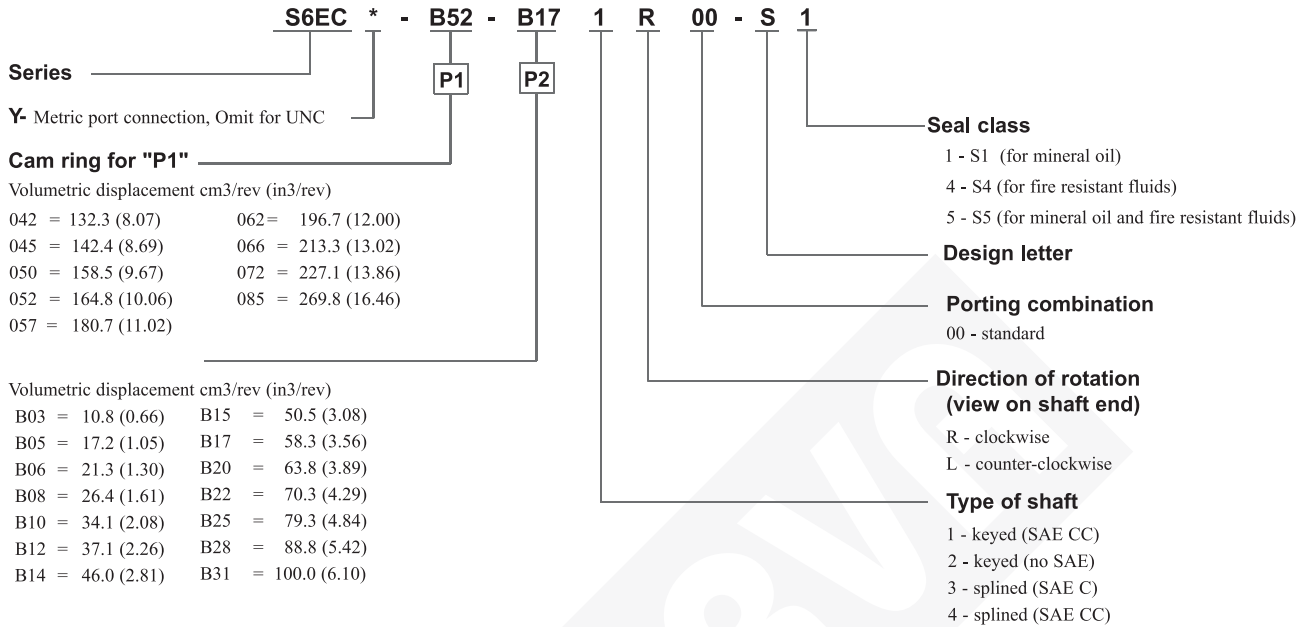 S6EC * - B52 - B17 1 R 00 - S 1
P1 P2
Series
Y- Metric port connection, Omit for UNC
Cam ring for "P1"
Volumetric displacement cm3/rev (in3/rev)
042 = 132.3 (8.07) 062= 196.7 (12.00)
045 = 142.4 (8.69) 066 = 213.3 (13.02)
050 = 158.5 (9.67) 072 = 227.1 (13.86)
052 = 164.8 (10.06) 085 = 269.8 (16.46)
057 = 180.7 (11.02)
Volumetric displacement cm3/rev (in3/rev)
B03 = 10.8 (0.66) B15 = 50.5 (3.08)
B05 = 17.2 (1.05) B17 = 58.3 (3.56)
B06 = 21.3 (1.30) B20 = 63.8 (3.89)
B08 = 26.4 (1.61) B22 = 70.3 (4.29)
B10 = 34.1 (2.08) B25 = 79.3 (4.84)
B12 = 37.1 (2.26) B28 = 88.8 (5.42)
B14 = 46.0 (2.81) B31 = 100.0 (6.10)
Seal class
1 - S1 (for mineral oil)
4 - S4 (for fire resistant fluids)
5 - S5 (for mineral oil and fire resistant fluids)
Design letter
Porting combination
00 - standard
Direction of rotation
(view on shaft end)
R - clockwise
L - counter-clockwise
Type of shaft
1 - keyed (SAE CC)
2 - keyed (no SAE)
3 - splined (SAE C)
4 - splined (SAE CC)